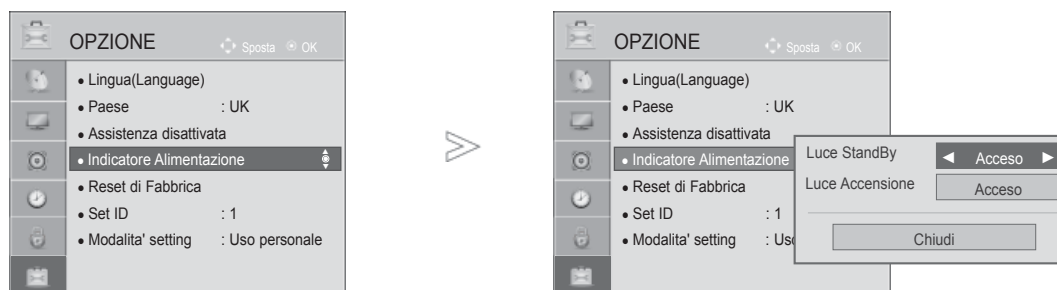 OPZIONE Sposta OK
• Lingua(Language)
• Paese : UK
• Assistenza disattivata
• Indicatore Alimentazione
• Reset di Fabbrica
• Set ID : 1
• Modalita' setting : Uso personale
OPZIONE Sposta OK
• Lingua(Language)
• Paese : UK
• Assistenza disattivata
• Indicatore Alimentazione
• Reset di Fabbrica
• Set ID : 1
• Modalita' setting
Luce StandBy ◀ Acceso ▶
Luce Accensione Acceso
Chiudi